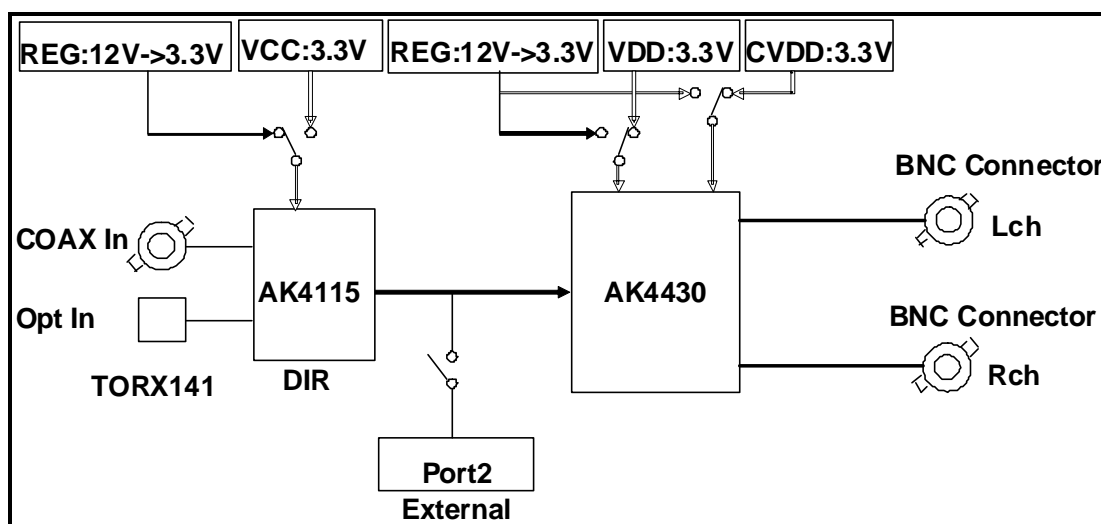 REG:12V->3.3V
VCC:3.3V
REG:12V->3.3V
VDD:3.3V
CVDD:3.3V
BNC Connector
Lch
COAX In
AK4115
AK4430
Opt In
BNC Connector
Rch
TORX141
DIR
Port2
External